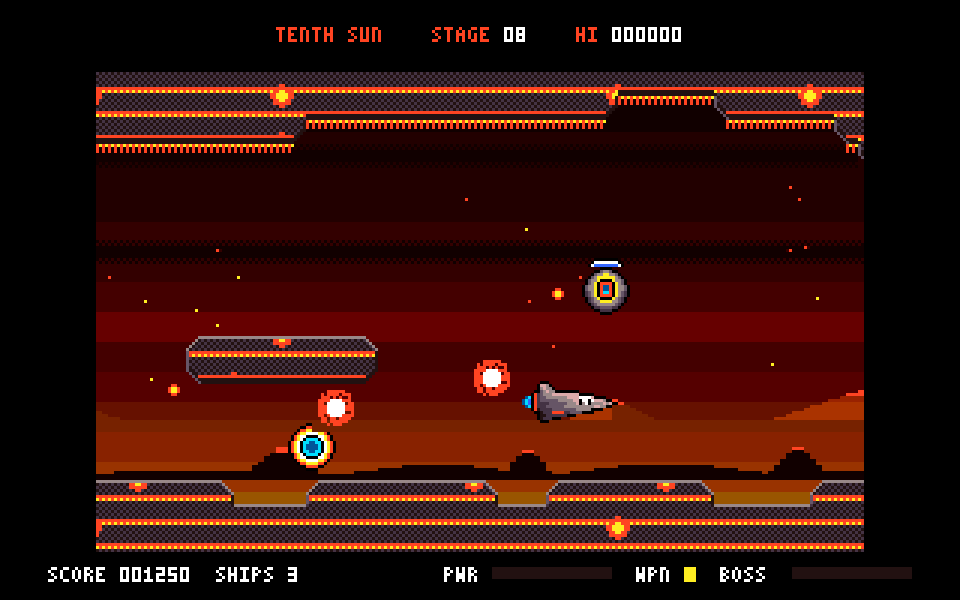 TENTH SUN STAGE 08 HI 000000
SCORE 001250 SHIPS 3 PWR WPN BOSS